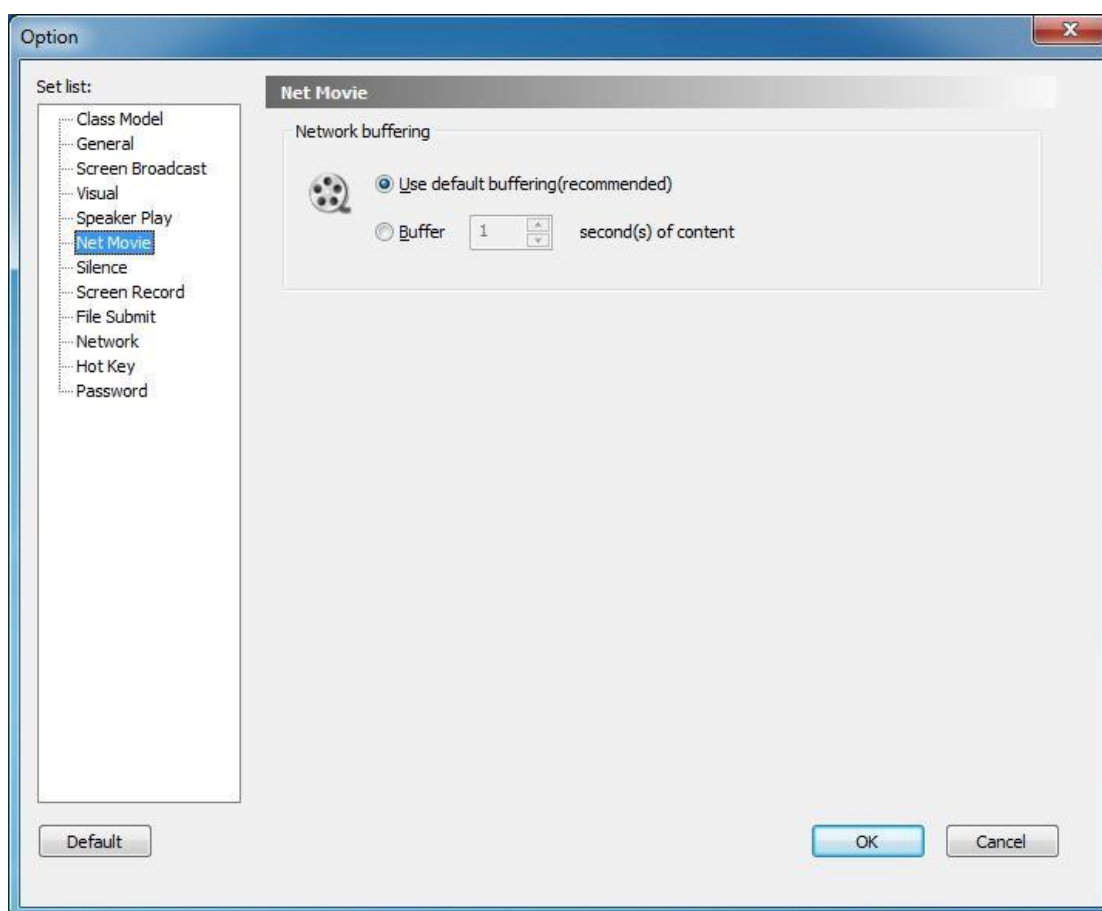 Option
Set list:
Class Model
General
Screen Broadcast
Visual
Speaker Play
Net Movie
Silence
Screen Record
File Submit
Network
Hot Key
Password
Net Movie
Network buffering
Use default buffering(recommended)
Buffer 1 second(s) of content
Default
OK
Cancel